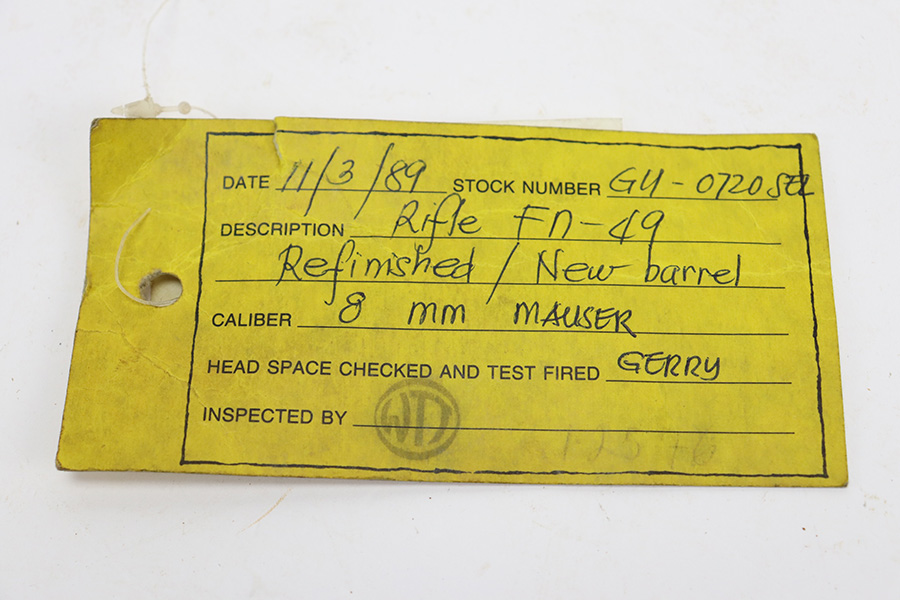 DATE 11/3/89 STOCK NUMBER GU-0720SEL
DESCRIPTION Rifle FN-49
Refinished / New barrel
CALIBER 8 mm MAUSER
HEAD SPACE CHECKED AND TEST FIRED GERRY
INSPECTED BY